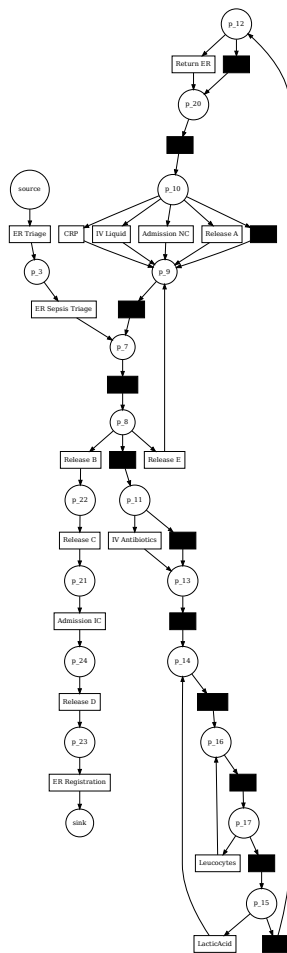 p_12
Return ER
p_20
p_10
source
ER Triage
CRP
IV Liquid
Admission NC
Release A
p_3
p_9
ER Sepsis Triage
p_7
p_8
Release B
Release E
p_22
p_11
Release C
IV Antibiotics
p_21
p_13
Admission IC
p_24
p_14
Release D
p_23
p_16
ER Registration
sink
p_17
Leucocytes
p_15
LacticAcid